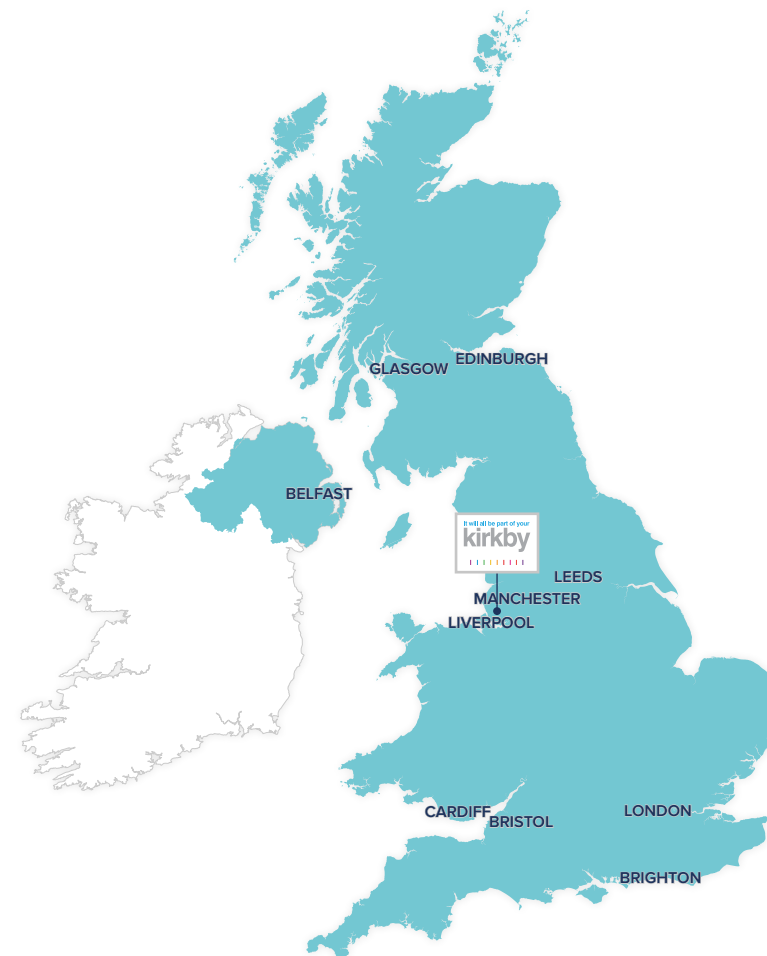 EDINBURGH
GLASGOW
BELFAST
It will all be part of your
kirkby
LEEDS
MANCHESTER
LIVERPOOL
LONDON
CARDIFF
BRISTOL
BRIGHTON